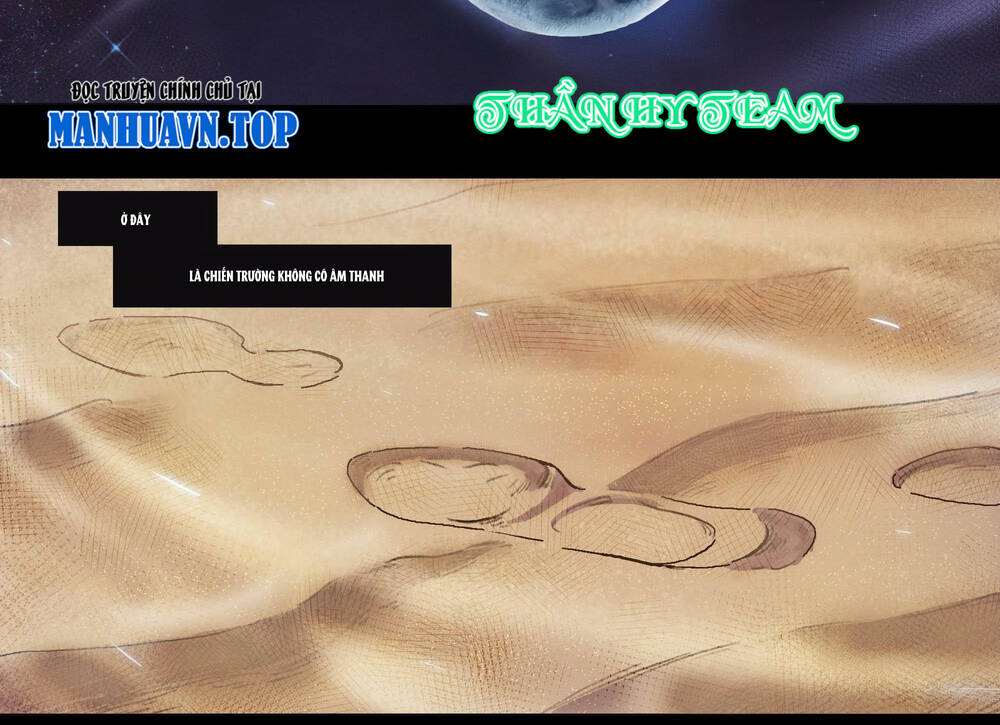 ĐỌC TRUYỆN CHÍNH CHỦ TẠI
MANHUAVN.TOP
THẦN HY TEAM
Ở ĐÂY
LÀ CHIẾN TRƯỜNG KHÔNG CÓ ÂM THANH